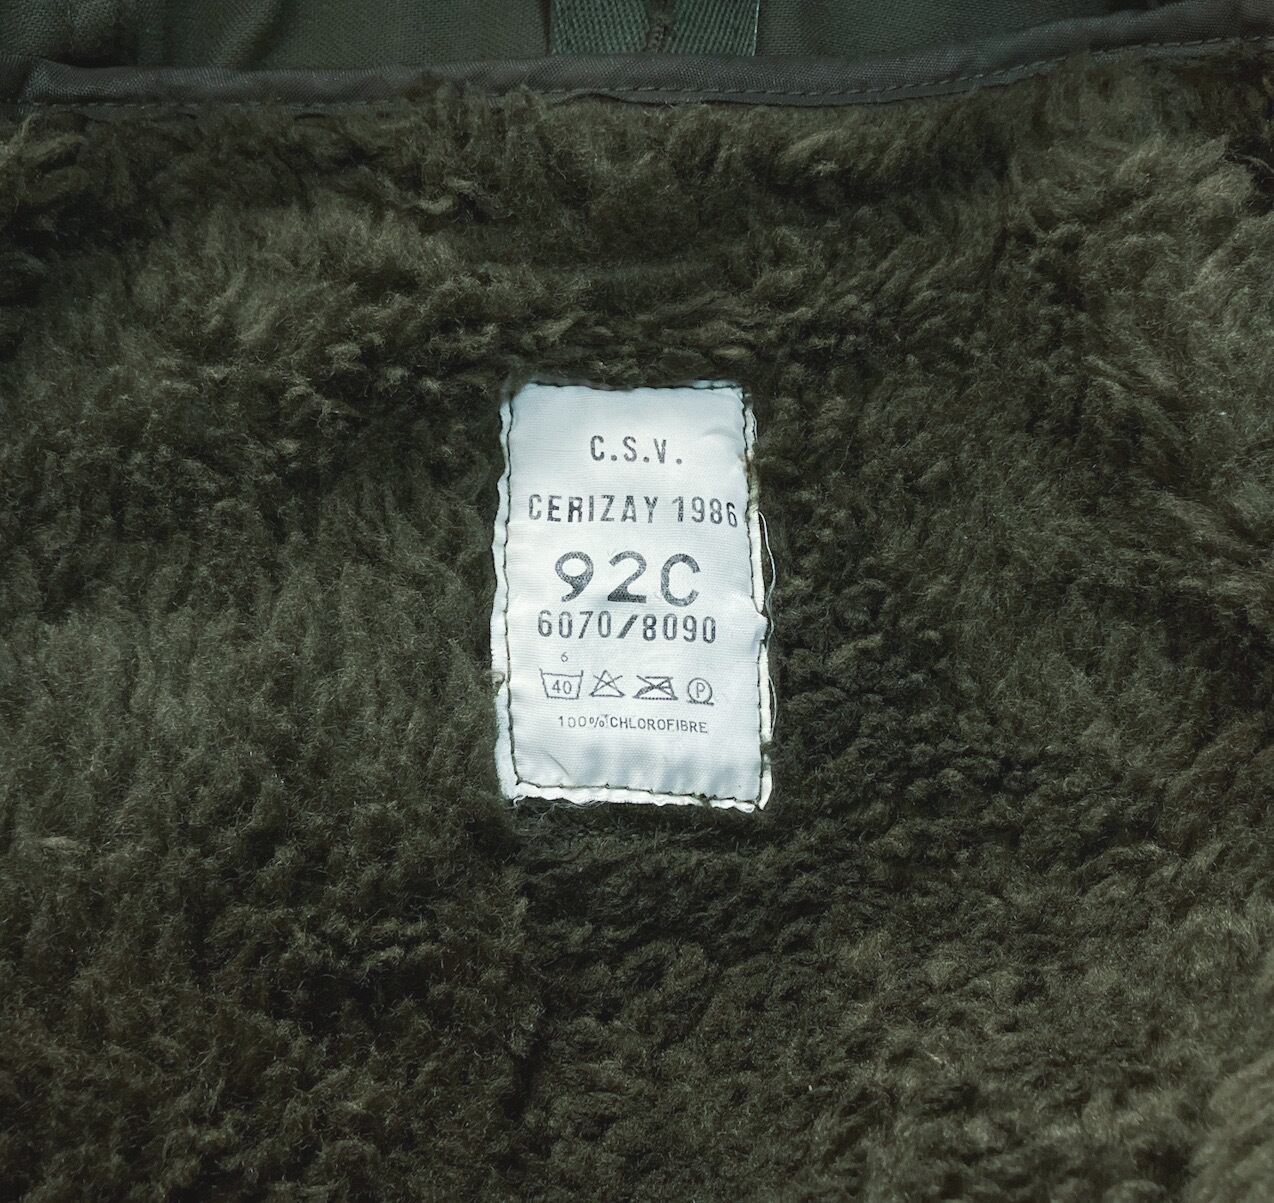 C.S.V.
CERIZAY 1986
92C
6070/8090
6
40 P
100% CHLOROFIBRE